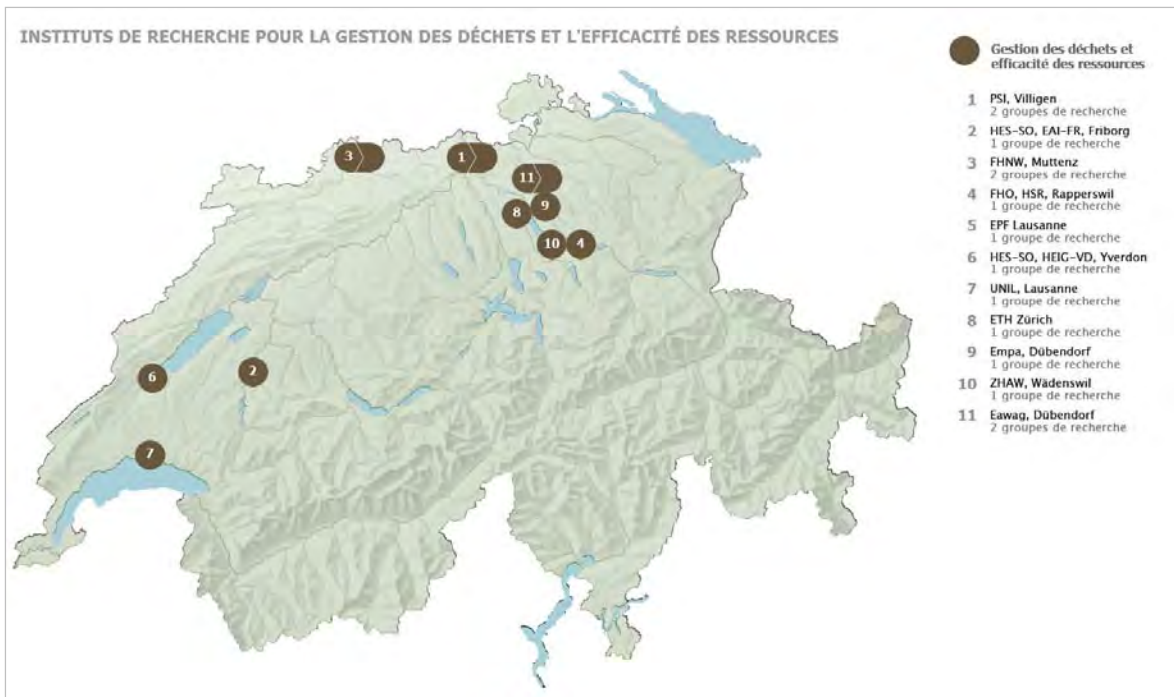 INSTITUTS DE RECHERCHE POUR LA GESTION DES DÉCHETS ET L'EFFICACITÉ DES RESSOURCES
Gestion des déchets et
efficacité des ressources
1 PSI, Villigen
2 groupes de recherche
2 HES-SO, EAI-FR, Friborg
1 groupe de recherche
3 FHNW, Muttenz
2 groupes de recherche
4 FHO, HSR, Rapperswil
1 groupe de recherche
5 EPF Lausanne
1 groupe de recherche
6 HES-SO, HEIG-VD, Yverdon
1 groupe de recherche
7 UNIL, Lausanne
1 groupe de recherche
8 ETH Zürich
1 groupe de recherche
9 Empa, Dübendorf
1 groupe de recherche
10 ZHAW, Wädenswil
1 groupe de recherche
11 Eawag, Dübendorf
2 groupes de recherche
3
1
11
9
8
10
4
2
6
7